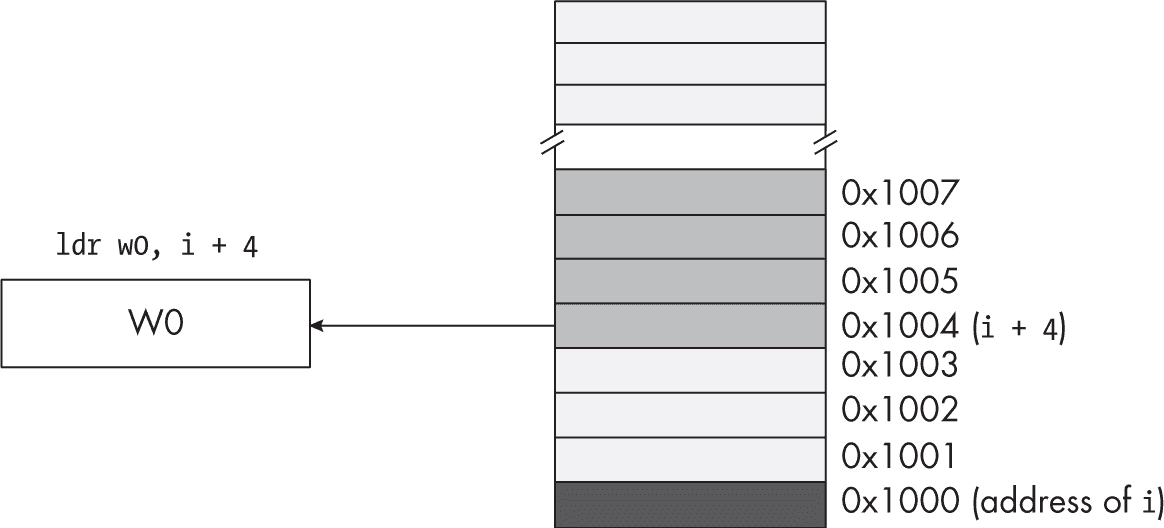 0x1007
0x1006
0x1005
0x1004 (i + 4)
0x1003
0x1002
0x1001
0x1000 (address of i)
ldr w0, i + 4
W0